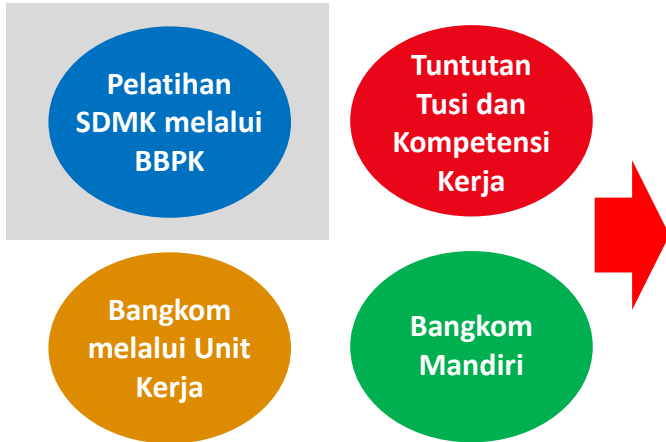 Pelatihan
SDMK melalui
BBPK
Tuntutan
Tusi dan
Kompetensi
Kerja
Bangkom
melalui Unit
Kerja
Bangkom
Mandiri